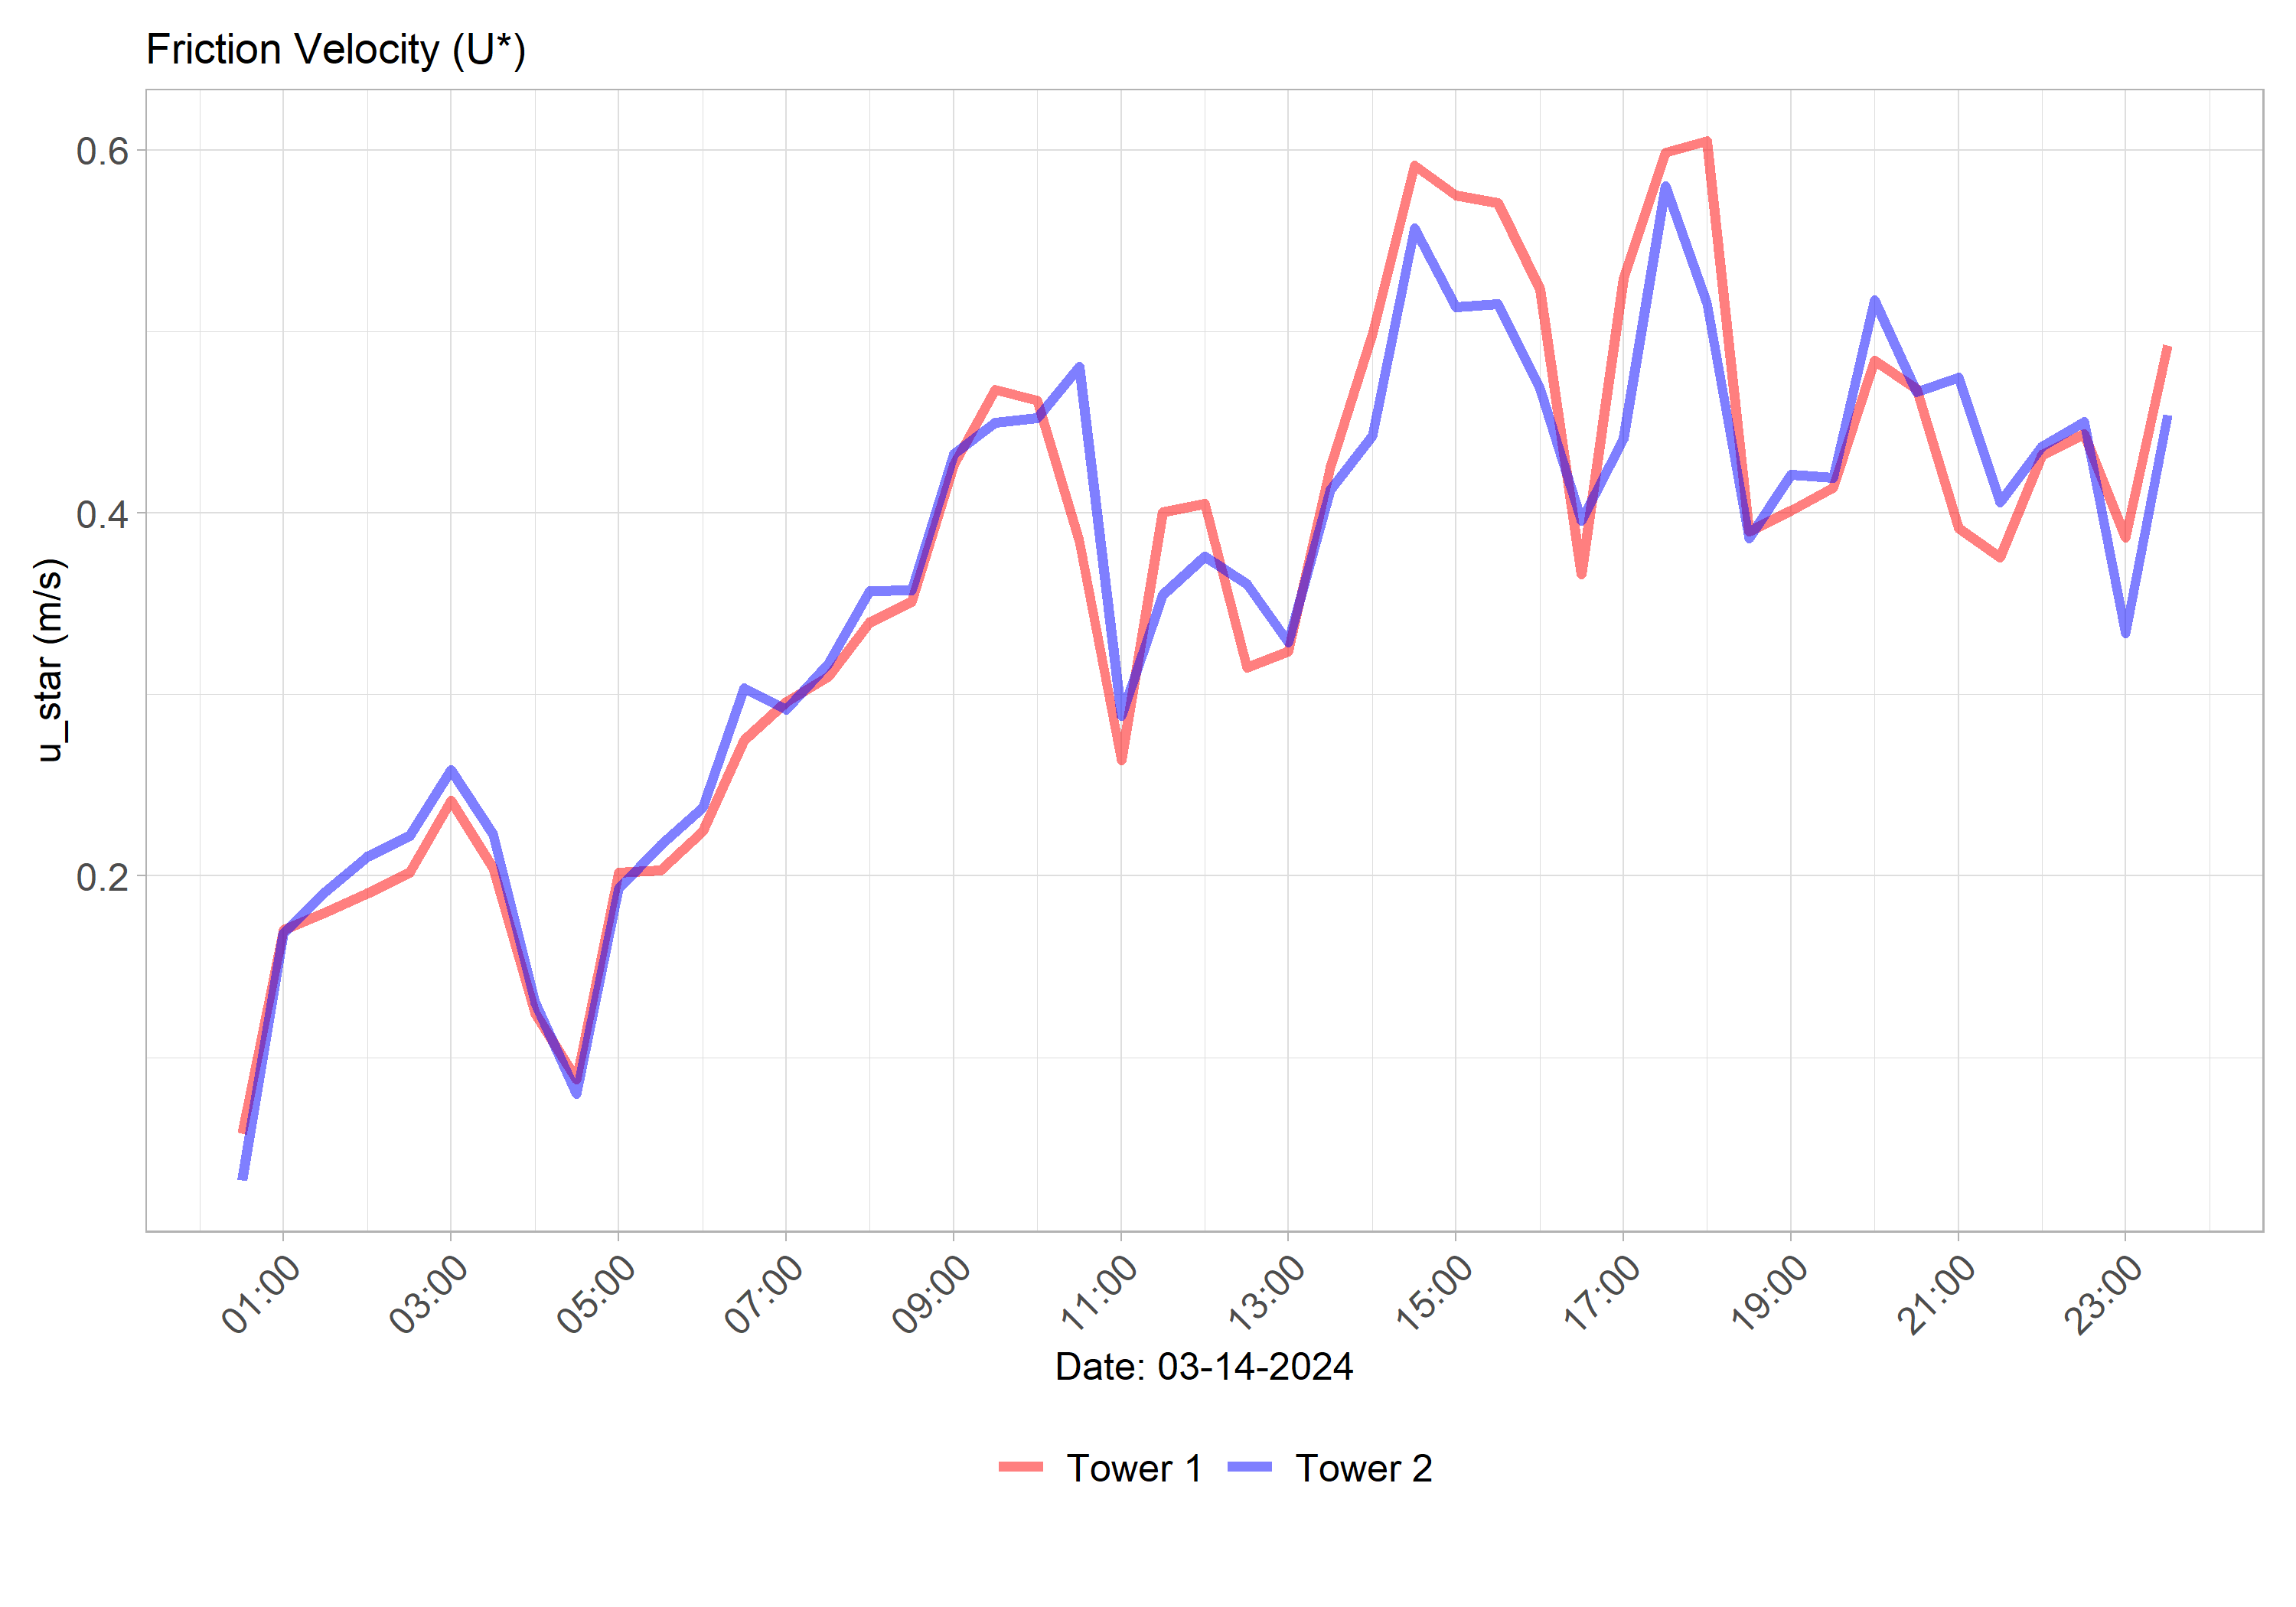 Friction Velocity (U*)
0.6
0.4
0.2
u_star (m/s)
01:00 03:00 05:00 07:00 09:00 11:00 13:00 15:00 17:00 19:00 21:00 23:00
Date: 03-14-2024
Tower 1 Tower 2